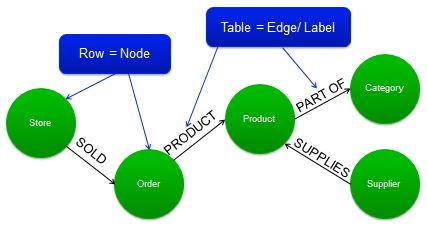 Table = Edge/ Label
Row = Node
Category
PART OF
Store
Product
PRODUCT
SOLD
SUPPLIES
Order
Supplier